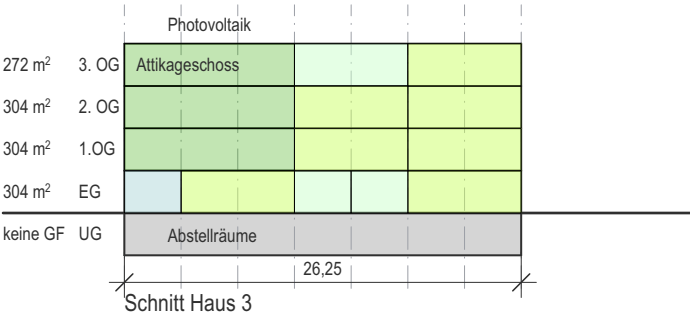 Photovoltaik
272 m² 3. OG Attikageschoss
304 m² 2. OG
304 m² 1.OG
304 m² EG
keine GF UG Abstellräume
26,25
Schnitt Haus 3